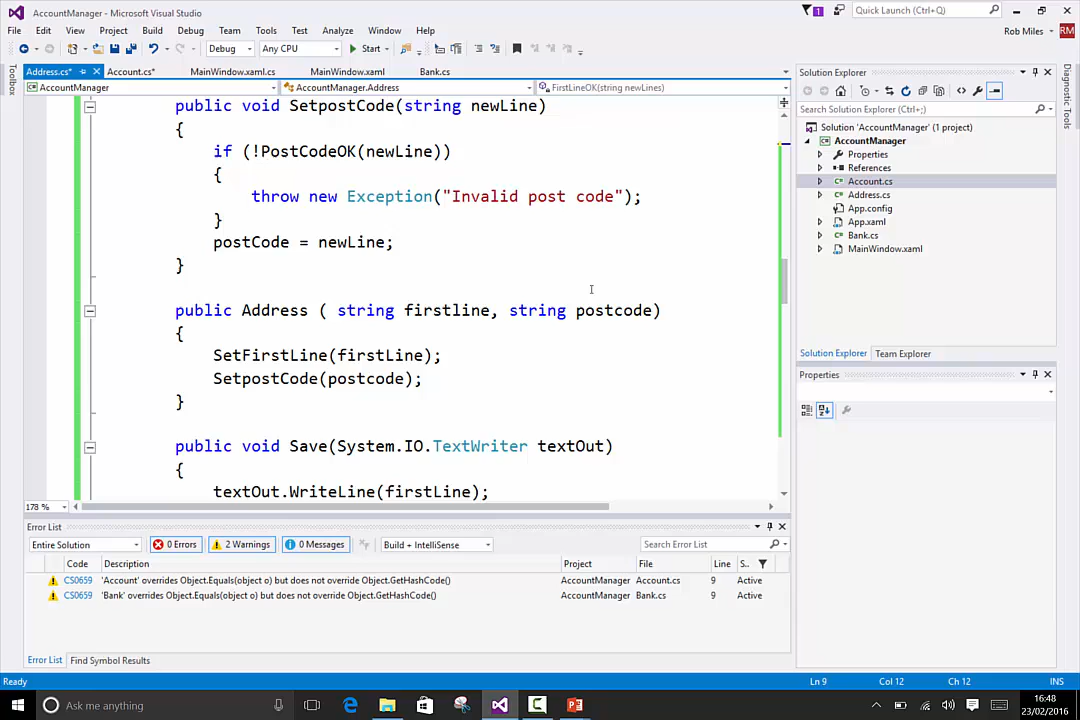 AccountManager - Microsoft Visual Studio
1
Quick Launch (Ctrl+Q)
File Edit View Project Build Debug Team Tools Test Analyze Window Help
Rob Miles RM
Debug Any CPU Start
Toolbox
Address.cs* Account.cs* MainWindow.xaml.cs MainWindow.xaml Bank.cs
AccountManager AccountManager.Address FirstLineOK(string newLines)
public void SetpostCode(string newLine)
{
if (!PostCodeOK(newLine))
{
throw new Exception("Invalid post code");
}
postCode = newLine;
}
public Address ( string firstline, string postcode)
{
SetFirstLine(firstLine);
SetpostCode(postcode);
}
public void Save(System.IO.TextWriter textOut)
{
textOut.WriteLine(firstLine);
178 %
Solution Explorer
Search Solution Explorer (Ctrl+;)
Solution 'AccountManager' (1 project)
AccountManager
Properties
References
Account.cs
Address.cs
App.config
App.xaml
Bank.cs
MainWindow.xaml
Solution Explorer Team Explorer
Properties
Diagnostic Tools
Error List
Entire Solution 0 Errors 2 Warnings 0 Messages Build + IntelliSense Search Error List
Code Description Project File Line S..
CS0659 'Account' overrides Object.Equals(object o) but does not override Object.GetHashCode() AccountManager Account.cs 9 Active
CS0659 'Bank' overrides Object.Equals(object o) but does not override Object.GetHashCode() AccountManager Bank.cs 9 Active
Error List Find Symbol Results
Ready Ln 9 Col 12 Ch 12 INS
Ask me anything
16:48
23/02/2016